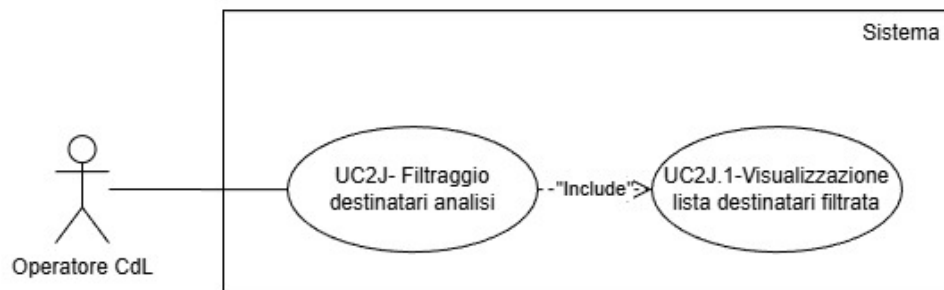 Sistema
UC2J- Filtraggio
destinatari analisi
"Include"
UC2J.1-Visualizzazione
lista destinatari filtrata
Operatore CdL